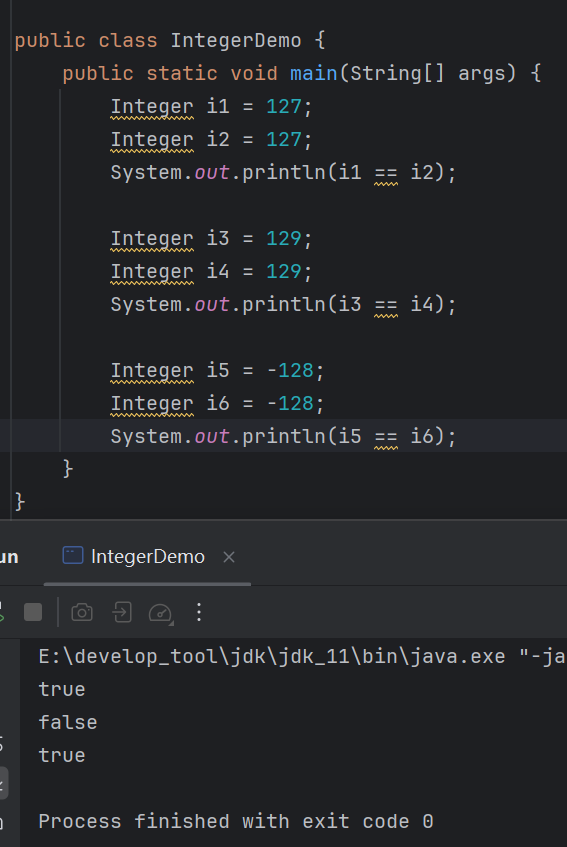 public class IntegerDemo {
    public static void main(String[] args) {
        Integer i1 = 127;
        Integer i2 = 127;
        System.out.println(i1 == i2);

        Integer i3 = 129;
        Integer i4 = 129;
        System.out.println(i3 == i4);

        Integer i5 = -128;
        Integer i6 = -128;
        System.out.println(i5 == i6);
    }
}
un IntegerDemo ×
E:\develop_tool\jdk\jdk_11\bin\java.exe "-ja
true
false
true

Process finished with exit code 0